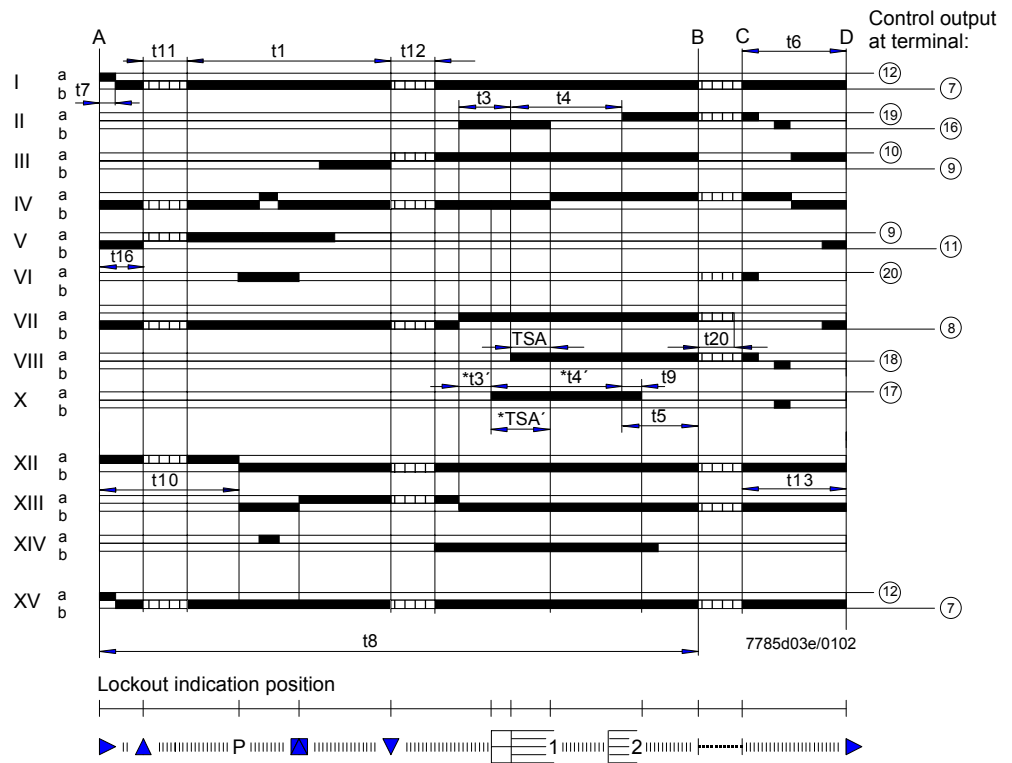 Control output
at terminal:
A B C D
t11 t1 t12 t6
I a b t7 12 7
t3 t4
II a b 19 16
III a b 10 9
IV a b
V a b 9 11
t16
VI a b 20
VII a b 8
TSA t20
VIII a b 18
*t3´ *t4´ t9
X a b 17
*TSA´ t5
XII a b
t10 t13
XIII a b
XIV a b
XV a b 12 7
t8
7785d03e/0102
Lockout indication position
P 1 2